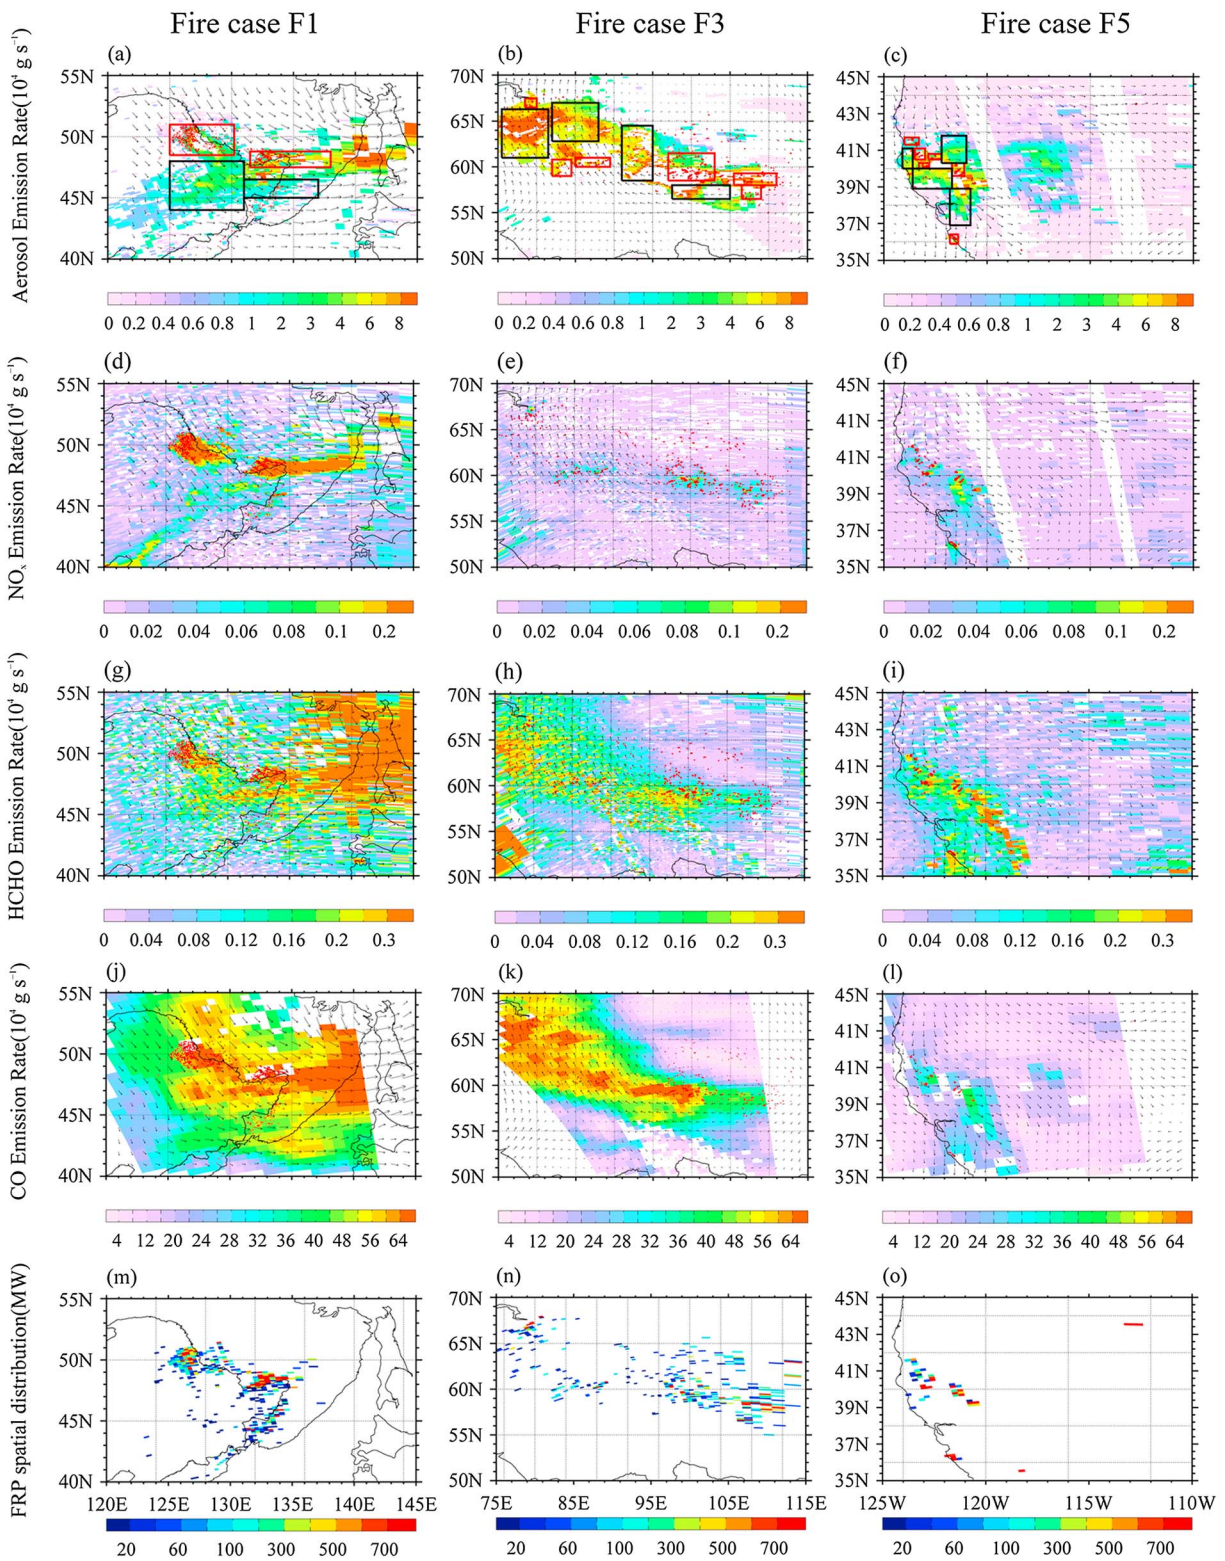 Fire case F1 Fire case F3 Fire case F5
Aerosol Emission Rate(10⁴ g s⁻¹)
(a)
55N
50N
45N
40N
0 0.2 0.4 0.6 1 2 3 4 6 8
(b)
70N
65N
60N
55N
50N
0 0.2 0.4 0.6 1 2 3 4 6 8
(c)
45N
43N
41N
39N
37N
35N
0 0.2 0.4 0.6 1 2 3 4 6 8
NOₓ Emission Rate(10⁴ g s⁻¹)
(d)
55N
50N
45N
40N
0 0.02 0.04 0.06 0.08 0.1 0.2
(e)
70N
65N
60N
55N
50N
0 0.02 0.04 0.06 0.08 0.1 0.2
(f)
45N
41N
41N
39N
37N
35N
0 0.02 0.04 0.06 0.08 0.1 0.2
HCHO Emission Rate(10⁴ g s⁻¹)
(g)
55N
50N
45N
40N
0 0.04 0.08 0.12 0.16 0.2 0.3
(h)
70N
65N
60N
55N
50N
0 0.04 0.08 0.12 0.16 0.2 0.3
(i)
45N
43N
41N
39N
37N
35N
0 0.04 0.08 0.12 0.16 0.2 0.3
CO Emission Rate(10⁴ g s⁻¹)
(j)
55N
50N
45N
40N
4 12 20 24 28 32 36 40 48 56 64
(k)
70N
65N
60N
55N
50N
4 12 20 24 28 32 36 40 48 56 64
(l)
45N
41N
41N
39N
37N
35N
4 12 20 24 28 32 36 40 48 56 64
FRP spatial distribution(MW)
(m)
55N
50N
45N
40N
120E 125E 130E 135E 145E
20 60 100 300 500 700
(n)
70N
65N
60N
55N
50N
75E 85E 95E 105E 115E
20 60 100 300 500 700
(o)
45N
43N
41N
39N
37N
35N
125W 120W 115W 110W
20 60 100 300 500 700